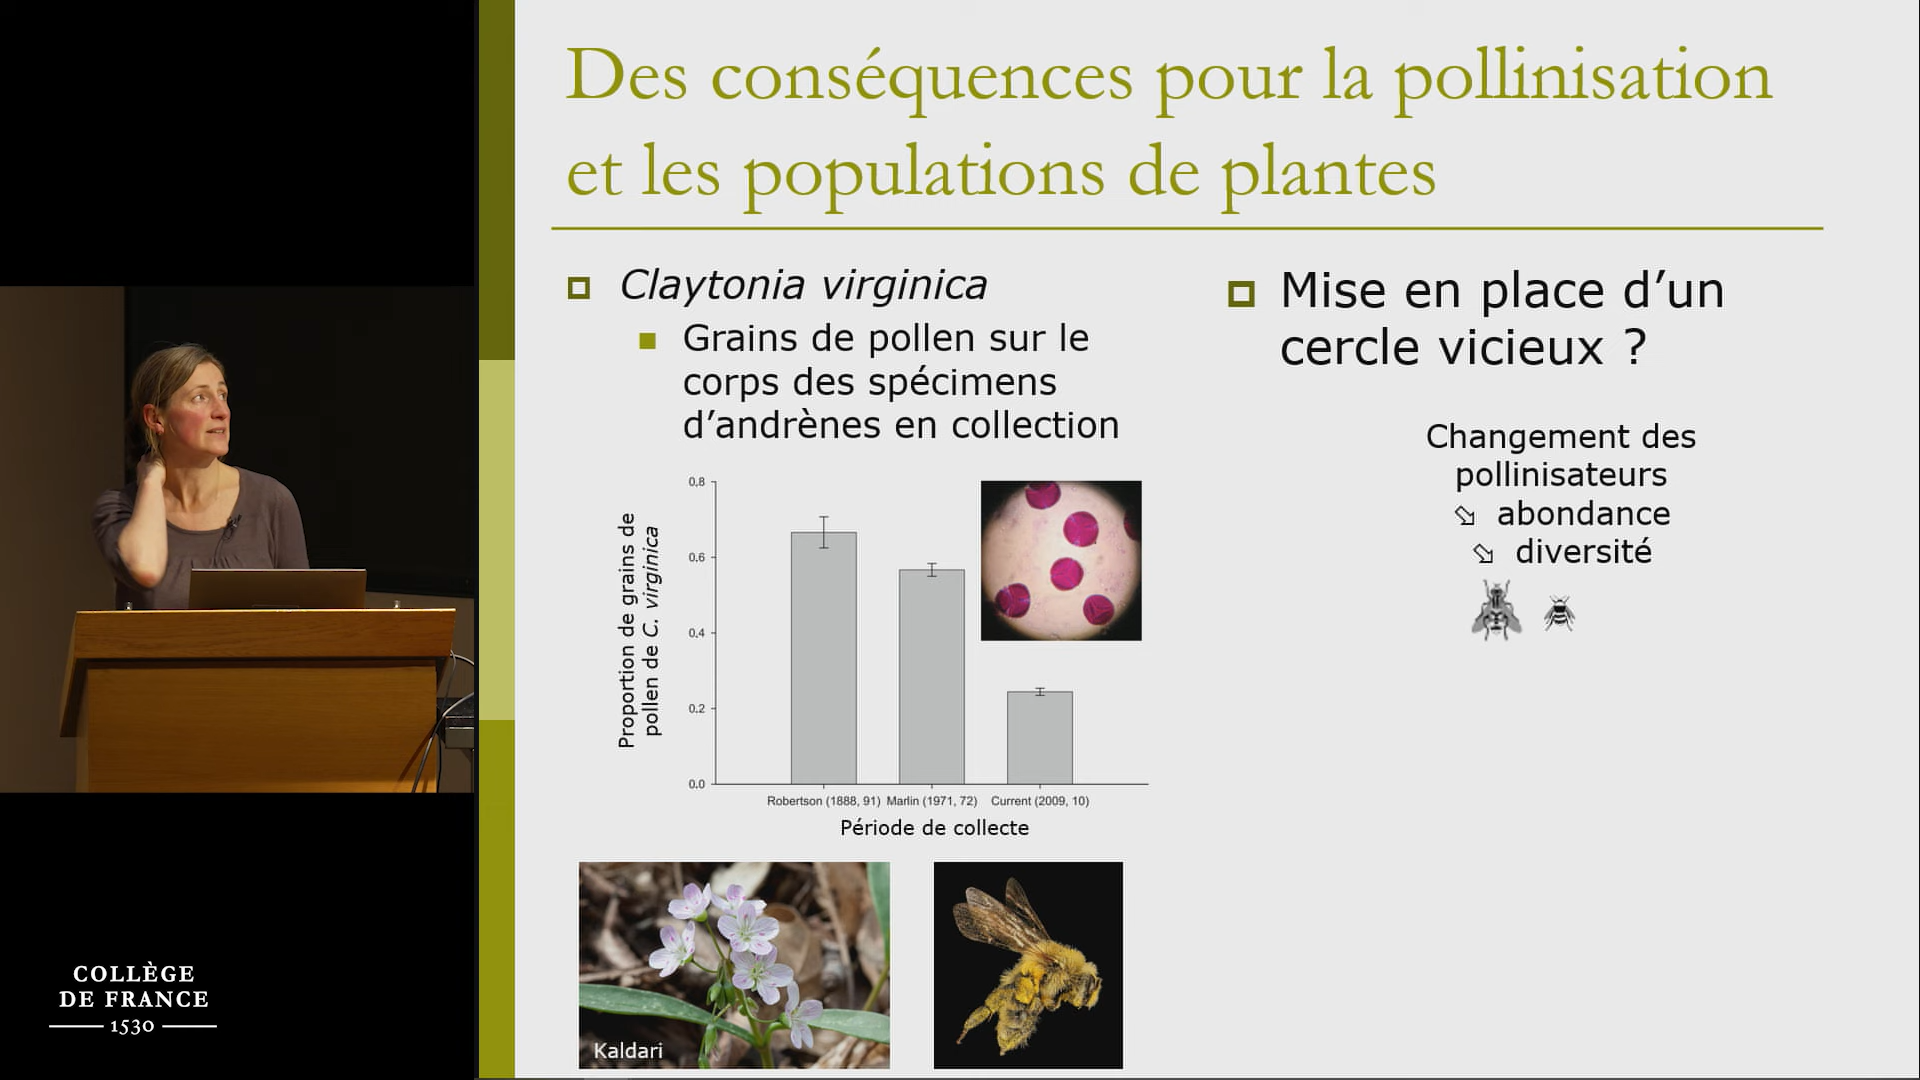 Des conséquences pour la pollinisation
et les populations de plantes
Claytonia virginica
Grains de pollen sur le
corps des spécimens
d’andrènes en collection
Proportion de grains de
pollen de C. virginica
0.8
0.6
0.4
0.2
0.0
Robertson (1888, 91) Marlin (1971, 72) Current (2009, 10)
Période de collecte
Kaldari
Mise en place d’un
cercle vicieux ?
Changement des
pollinisateurs
⬂ abondance
⬂ diversité
COLLÈGE
DE FRANCE
1530